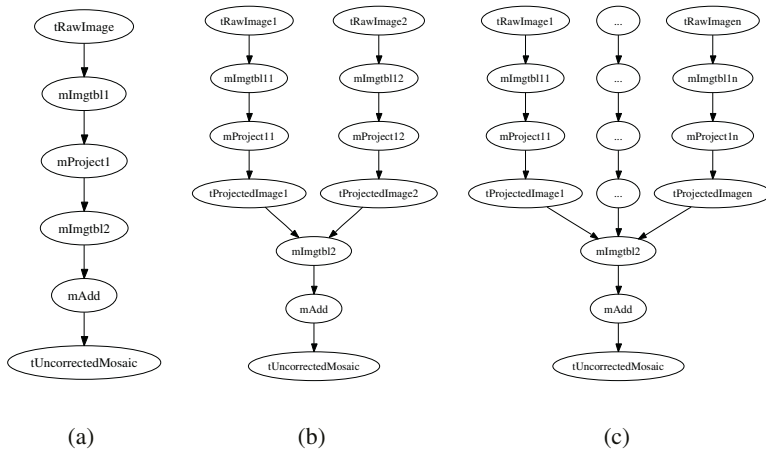 tRawImage
mImgtbl1
mProject1
mImgtbl2
mAdd
tUncorrectedMosaic
(a)
tRawImage1 tRawImage2
mImgtbl11 mImgtbl12
mProject11 mProject12
tProjectedImage1 tProjectedImage2
mImgtbl2
mAdd
tUncorrectedMosaic
(b)
tRawImage1 ... tRawImagen
mImgtbl11 ... mImgtbl1n
mProject11 ... mProject1n
tProjectedImage1 ... tProjectedImagen
mImgtbl2
mAdd
tUncorrectedMosaic
(c)